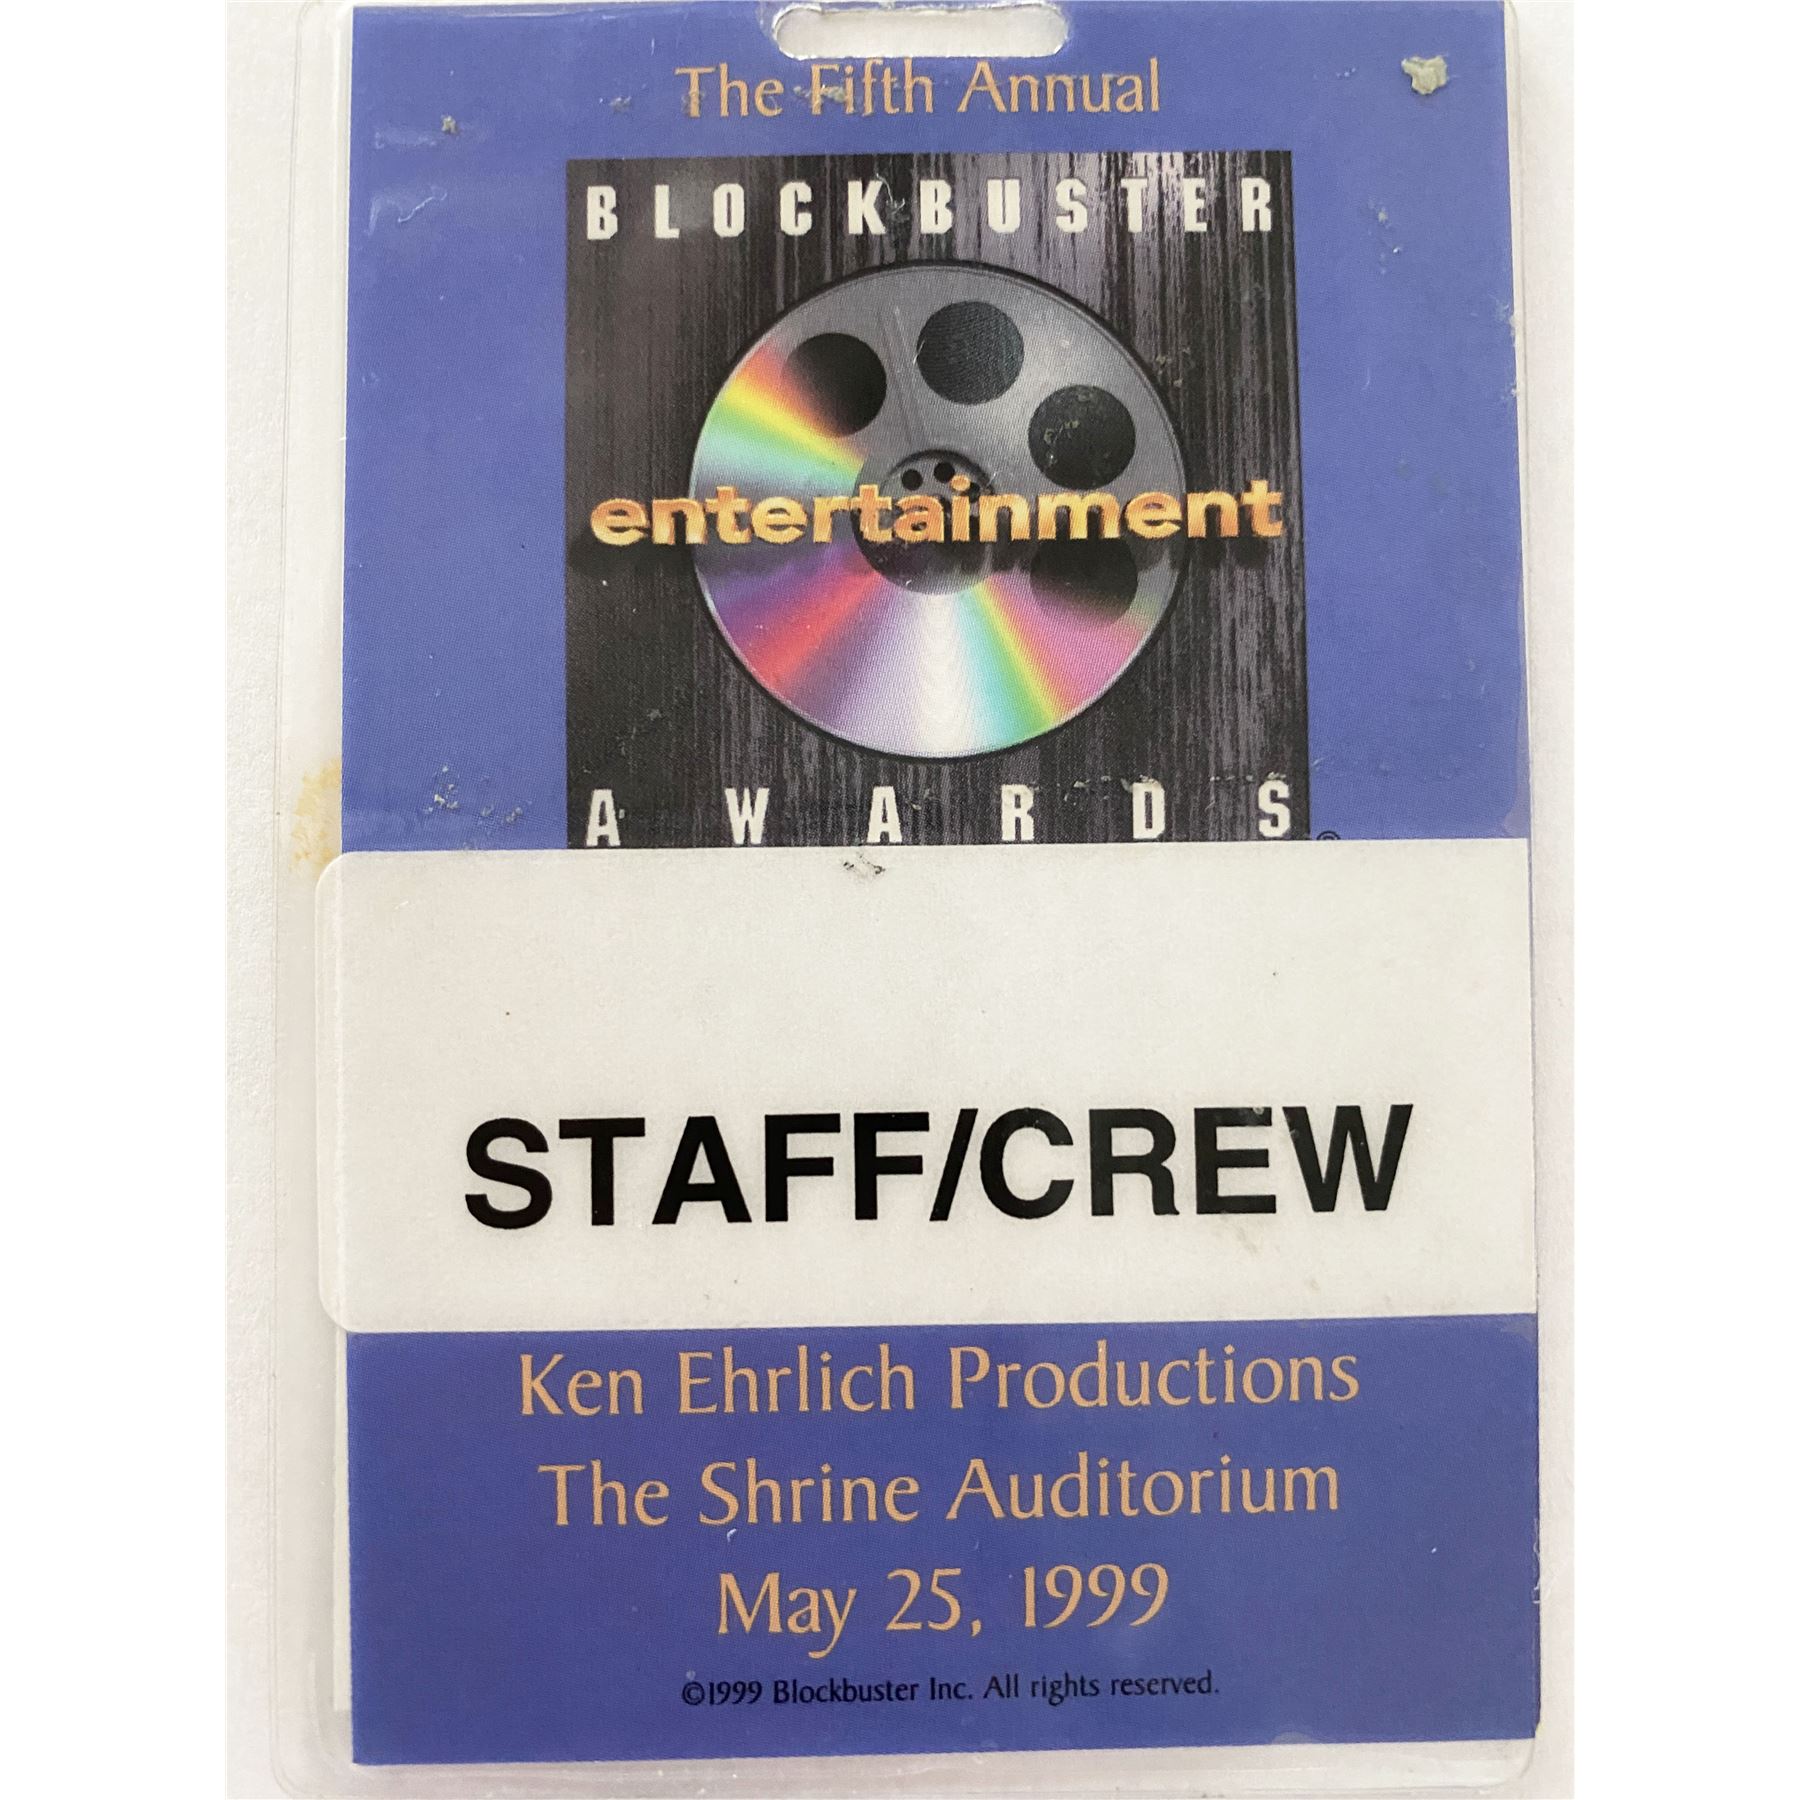 The Fifth Annual
BLOCKBUSTER
entertainment
AWARDS
STAFF/CREW
Ken Ehrlich Productions
The Shrine Auditorium
May 25, 1999
©1999 Blockbuster Inc. All rights reserved.